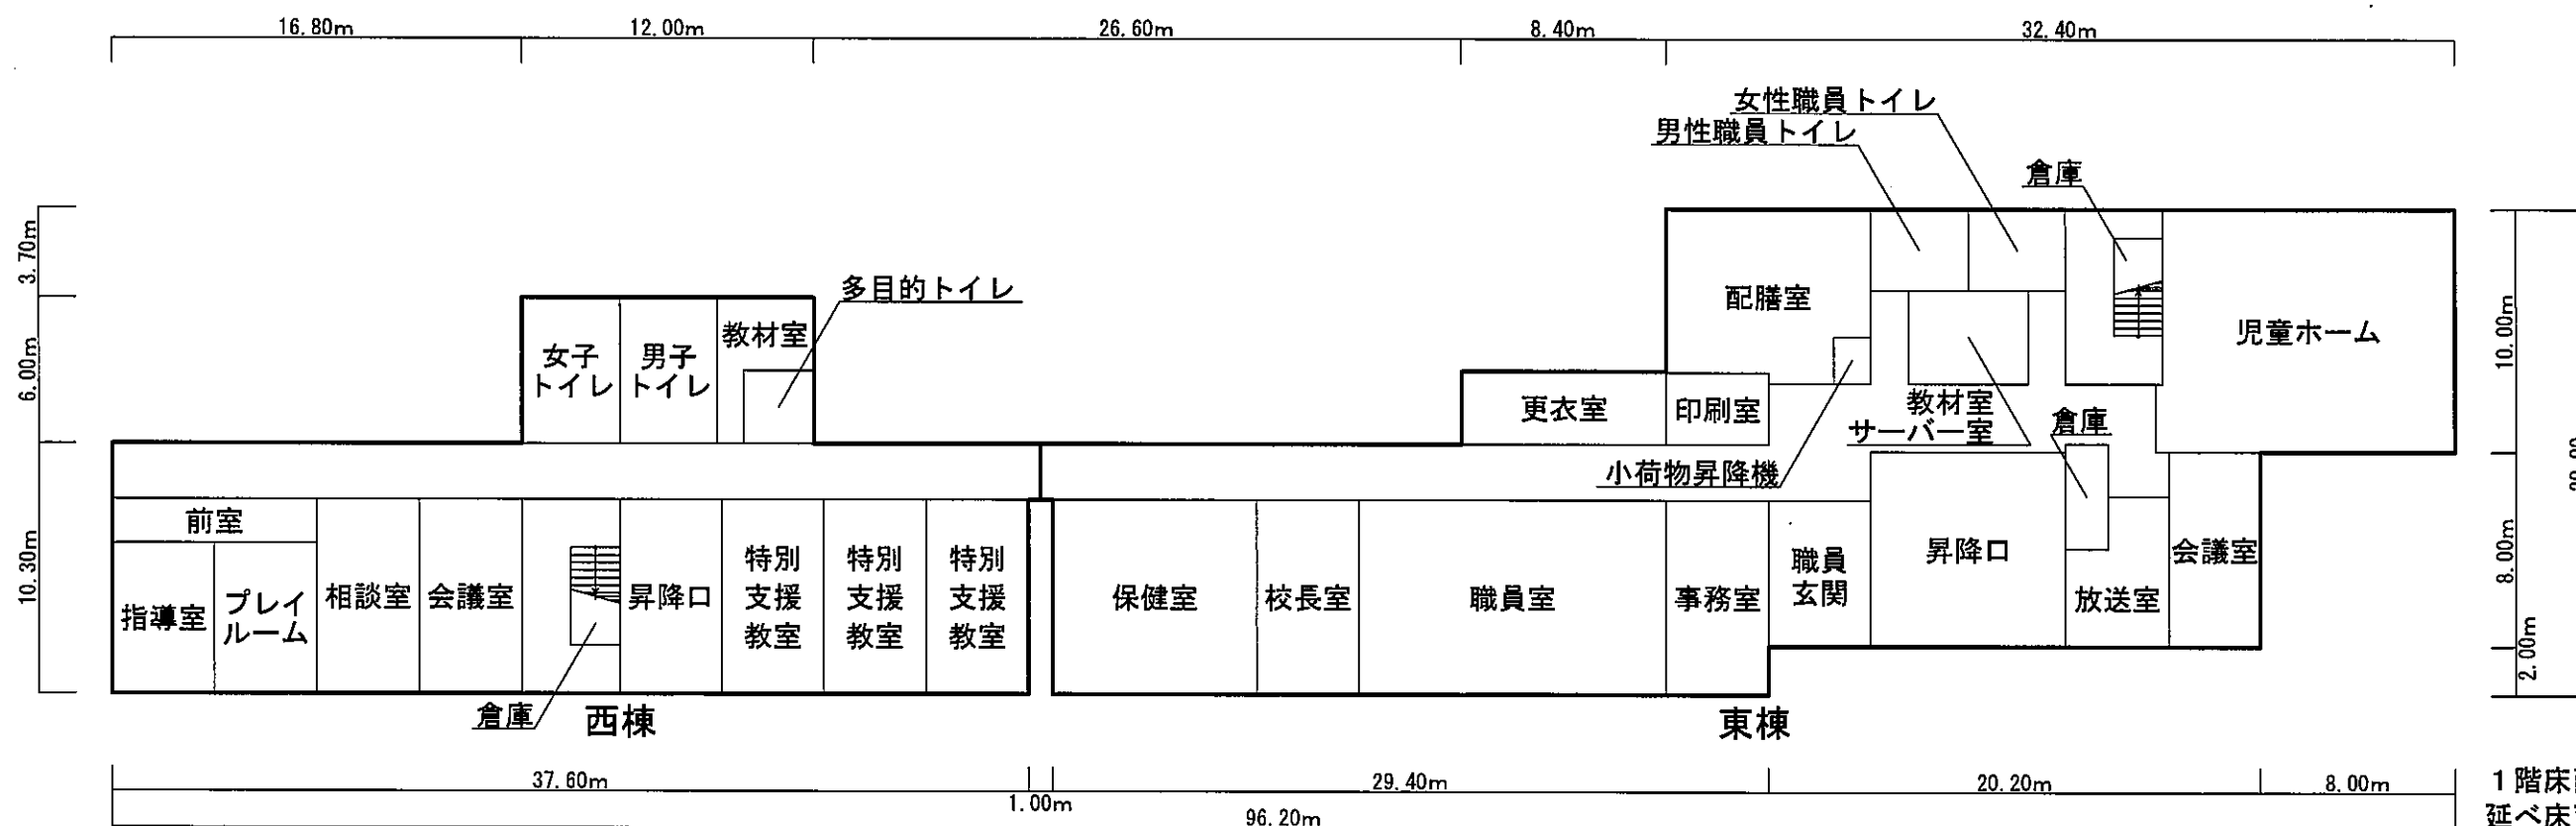 16.80m
12.00m
26.60m
8.40m
32.40m
女性職員トイレ
男性職員トイレ
倉庫
3.70m
6.00m
10.30m
多目的トイレ
女子
トイレ
男子
トイレ
教材室
配膳室
児童ホーム
10.00m
更衣室
印刷室
教材室
サーバー室
倉庫
小荷物昇降機
前室
指導室
プレイ
ルーム
相談室
会議室
昇降口
特別
支援
教室
特別
支援
教室
特別
支援
教室
保健室
校長室
職員室
事務室
職員
玄関
昇降口
放送室
会議室
8.00m
2.00m
倉庫
西棟
東棟
37.60m
1.00m
29.40m
20.20m
8.00m
96.20m
1階床
延べ床